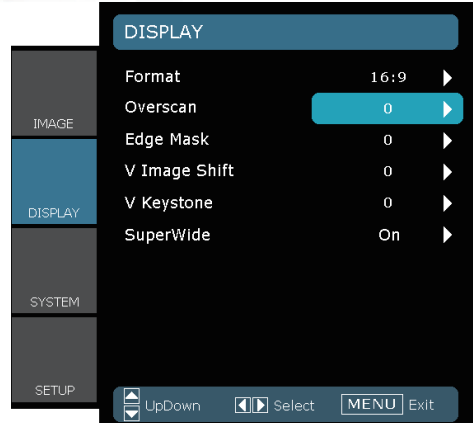 DISPLAY
Format 16:9
Overscan 0
Edge Mask 0
V Image Shift 0
V Keystone 0
SuperWide On
IMAGE
DISPLAY
SYSTEM
SETUP
UpDown Select MENU Exit